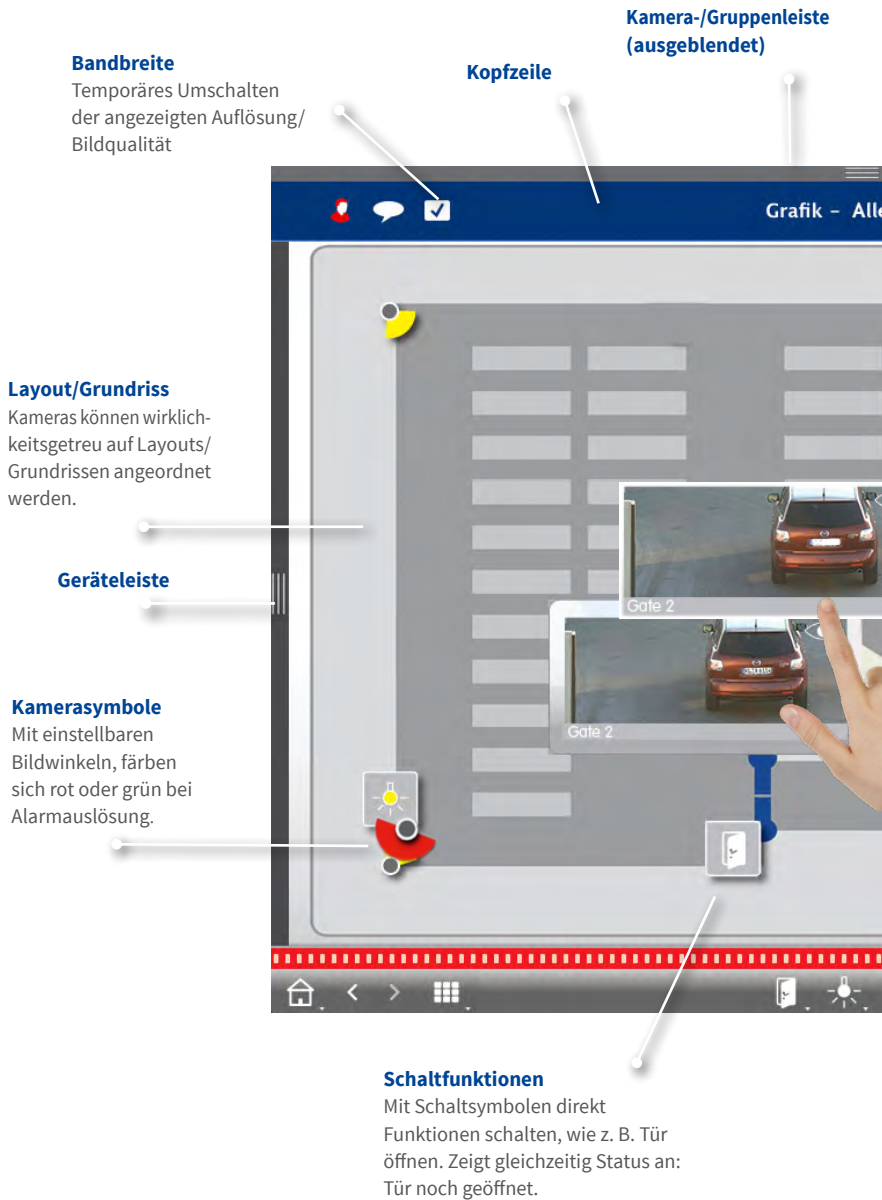 Kamera-/Gruppenleiste
(ausgeblendet)
Bandbreite
Temporäres Umschalten
der angezeigten Auflösung/
Bildqualität
Kopfzeile
Grafik – Alle
Layout/Grundriss
Kameras können wirklich-
keitsgetreu auf Layouts/
Grundrissen angeordnet
werden.
Geräteleiste
Gate 2
Gate 2
Kamerasymbole
Mit einstellbaren
Bildwinkeln, färben
sich rot oder grün bei
Alarmauslösung.
Schaltfunktionen
Mit Schaltsymbolen direkt
Funktionen schalten, wie z. B. Tür
öffnen. Zeigt gleichzeitig Status an:
Tür noch geöffnet.